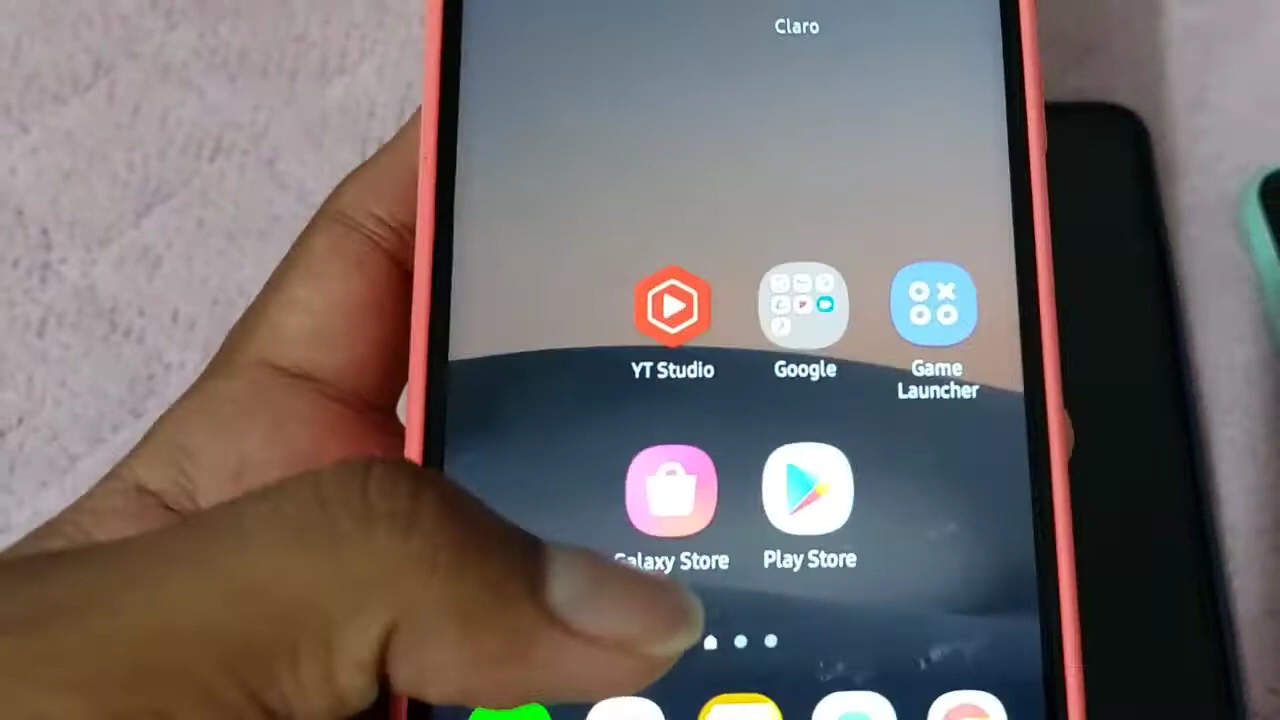 Claro
YT Studio
Google
Game
Launcher
Galaxy Store
Play Store